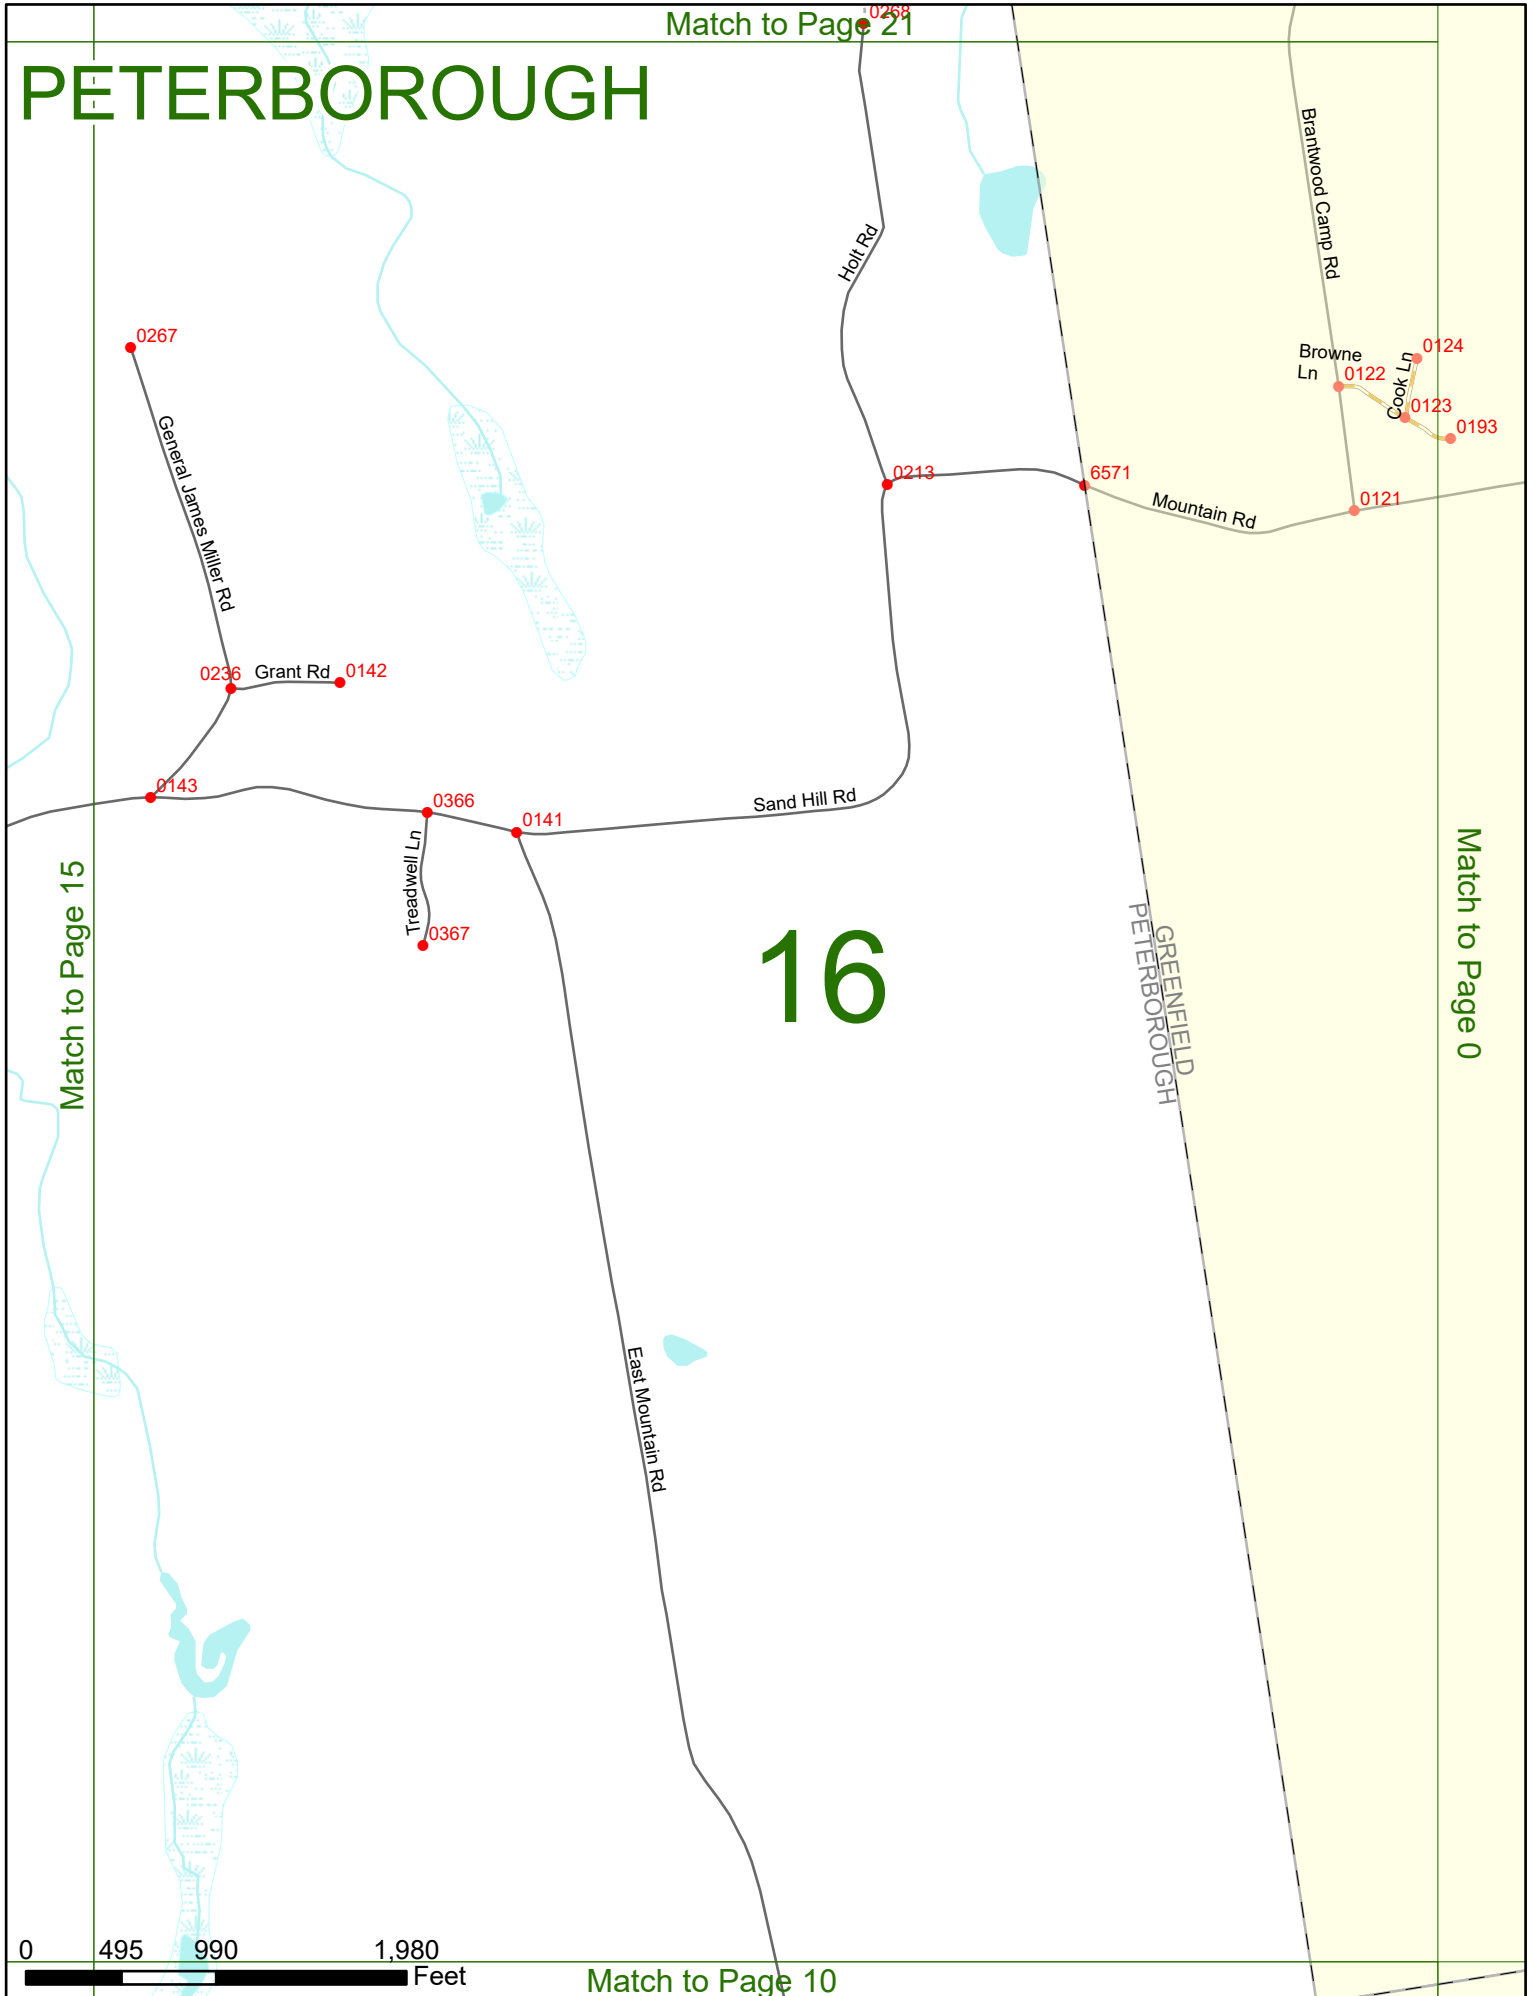 0268
Match to Page 21
PETERBOROUGH
Brantwood Camp Rd
Holt Rd
0267
Browne
Ln
0124
0122
Cook Ln
0123
0193
General James Miller Rd
0213
6571
Mountain Rd
0121
0236
Grant Rd
0142
0143
0366
0141
Sand Hill Rd
Treadwell Ln
0367
Match to Page 15
16
GREENFIELD
PETERBOROUGH
Match to Page 0
East Mountain Rd
0 495 990 1,980
Feet
Match to Page 10